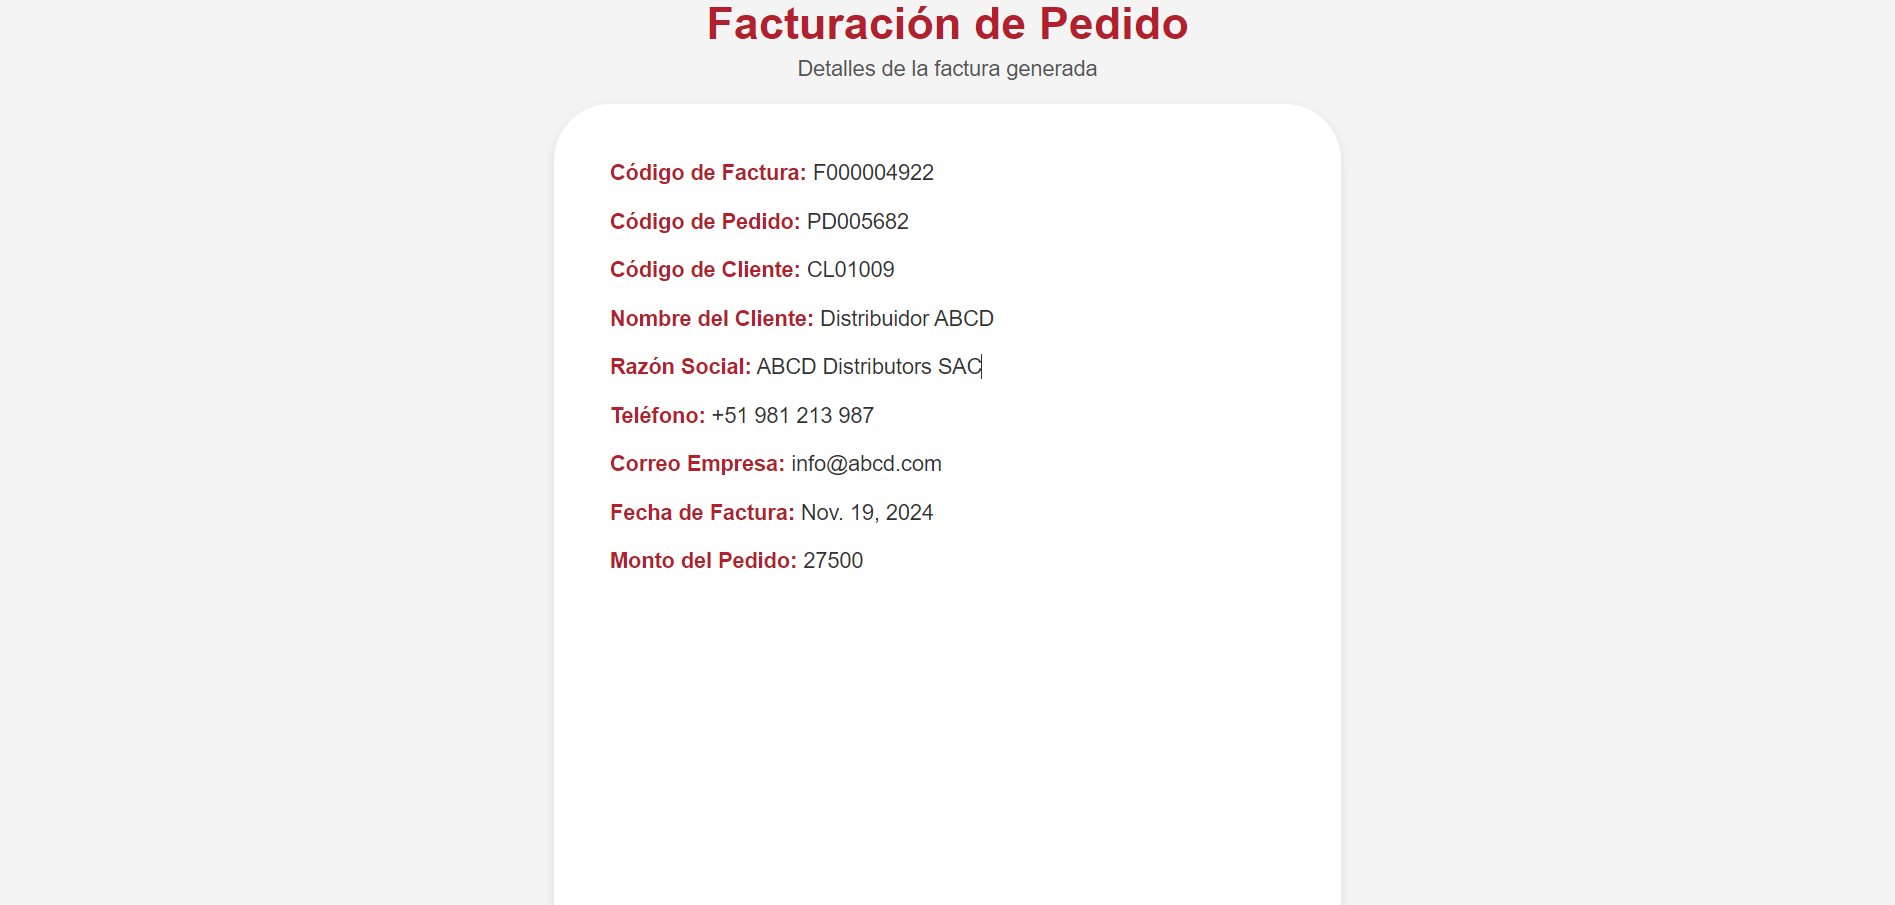 Facturación de Pedido
Detalles de la factura generada
Código de Factura: F000004922
Código de Pedido: PD005682
Código de Cliente: CL01009
Nombre del Cliente: Distribuidor ABCD
Razón Social: ABCD Distributors SAC
Teléfono: +51 981 213 987
Correo Empresa: info@abcd.com
Fecha de Factura: Nov. 19, 2024
Monto del Pedido: 27500